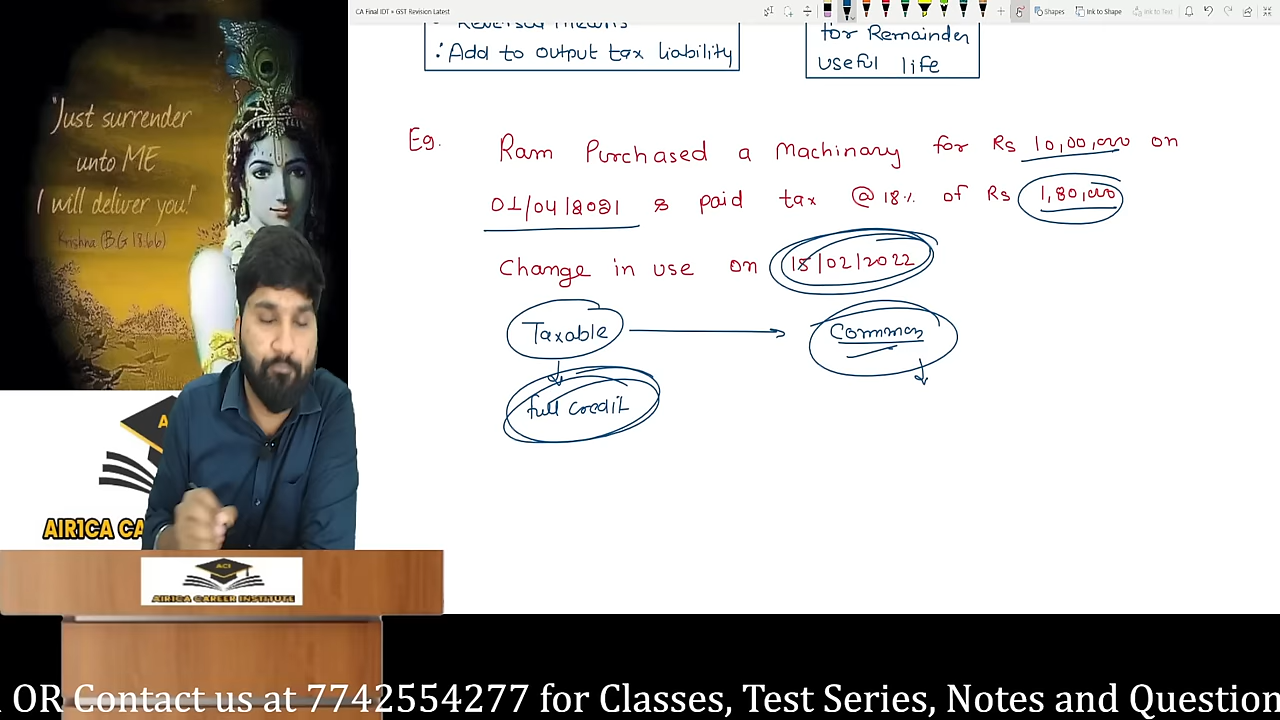 CA Final IDT » GST Revision Latest
Shapes
Ink to Shape
Ink to Text
∴ Add to output tax liability
for Remainder
useful life
Eg. Ram Purchased a Machinary for Rs 10,00,000 on
01/04/2021 & paid tax @ 18% of Rs 1,80,000
Change in use on 18/02/2022
Taxable
Common
full credit
"Just surrender
unto ME
I will deliver you!"
Krishna (BG 18:66)
AIR1CA CA
ACI
AIR1CA CAREER INSTITUTE
OR Contact us at 7742554277 for Classes, Test Series, Notes and Question